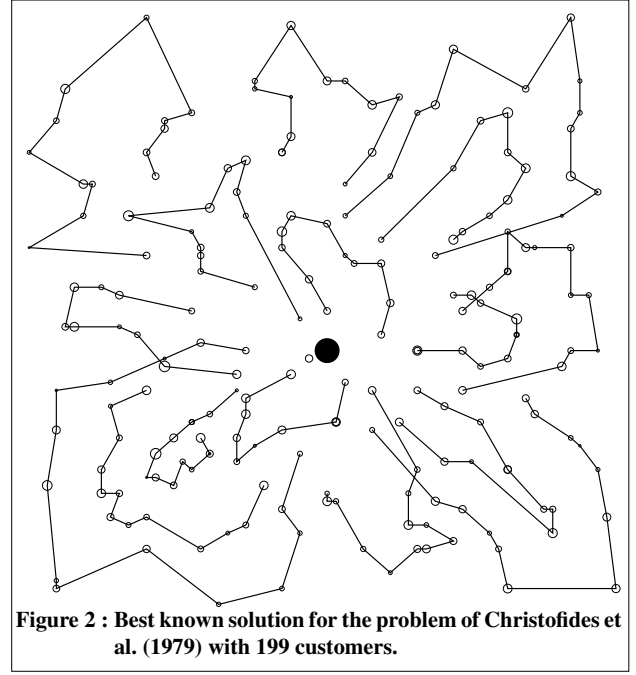 Figure 2 : Best known solution for the problem of Christofides et
al. (1979) with 199 customers.